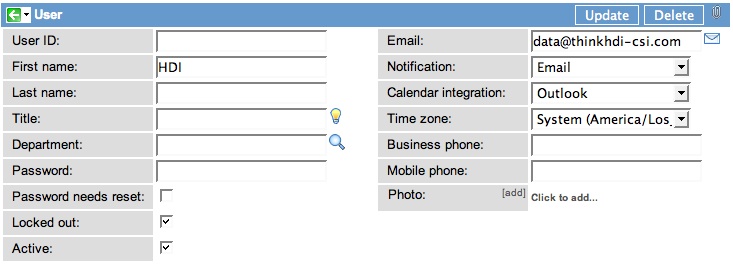 User Update Delete
User ID:
First name: HDI
Last name:
Title:
Department:
Password:
Password needs reset:
Locked out:
Active:
Email: data@thinkhdi-csi.com
Notification: Email
Calendar integration: Outlook
Time zone: System (America/Los_
Business phone:
Mobile phone:
Photo: [add] Click to add...